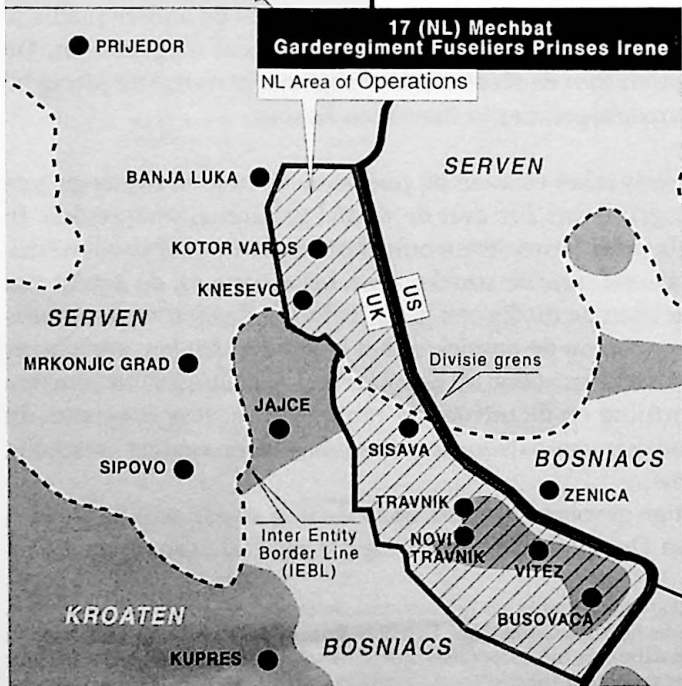 17 (NL) Mechbat
Garderegiment Fuseliers Prinses Irene
PRIJEDOR
NL Area of Operations
SERVEN
BANJA LUKA
KOTOR VAROS
KNESEVO
UK
US
SERVEN
MRKONJIC GRAD
Divisie grens
JAJCE
SISAVA
BOSNIACS
SIPOVO
ZENICA
TRAVNIK
Inter Entity
Border Line
(IEBL)
NOVI
TRAVNIK
VITEZ
BUSOVACA
KROATEN
BOSNIACS
KUPRES